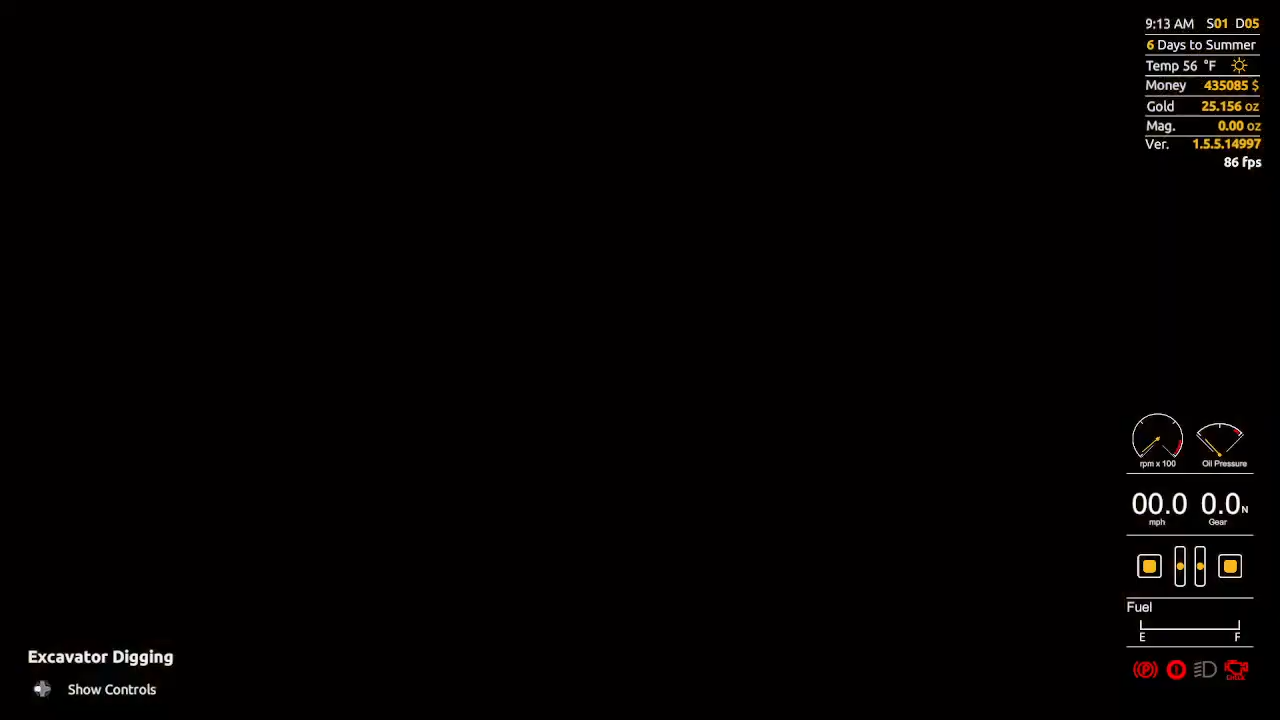 9:13 AM S01 D05
6 Days to Summer
Temp 56 °F
Money 435085 $
Gold 25.156 oz
Mag. 0.00 oz
Ver. 1.5.5.14997
86 fps
rpm x 100 Oil Pressure
00.0 0.0 N
mph Gear
Fuel
E F
Excavator Digging
Show Controls